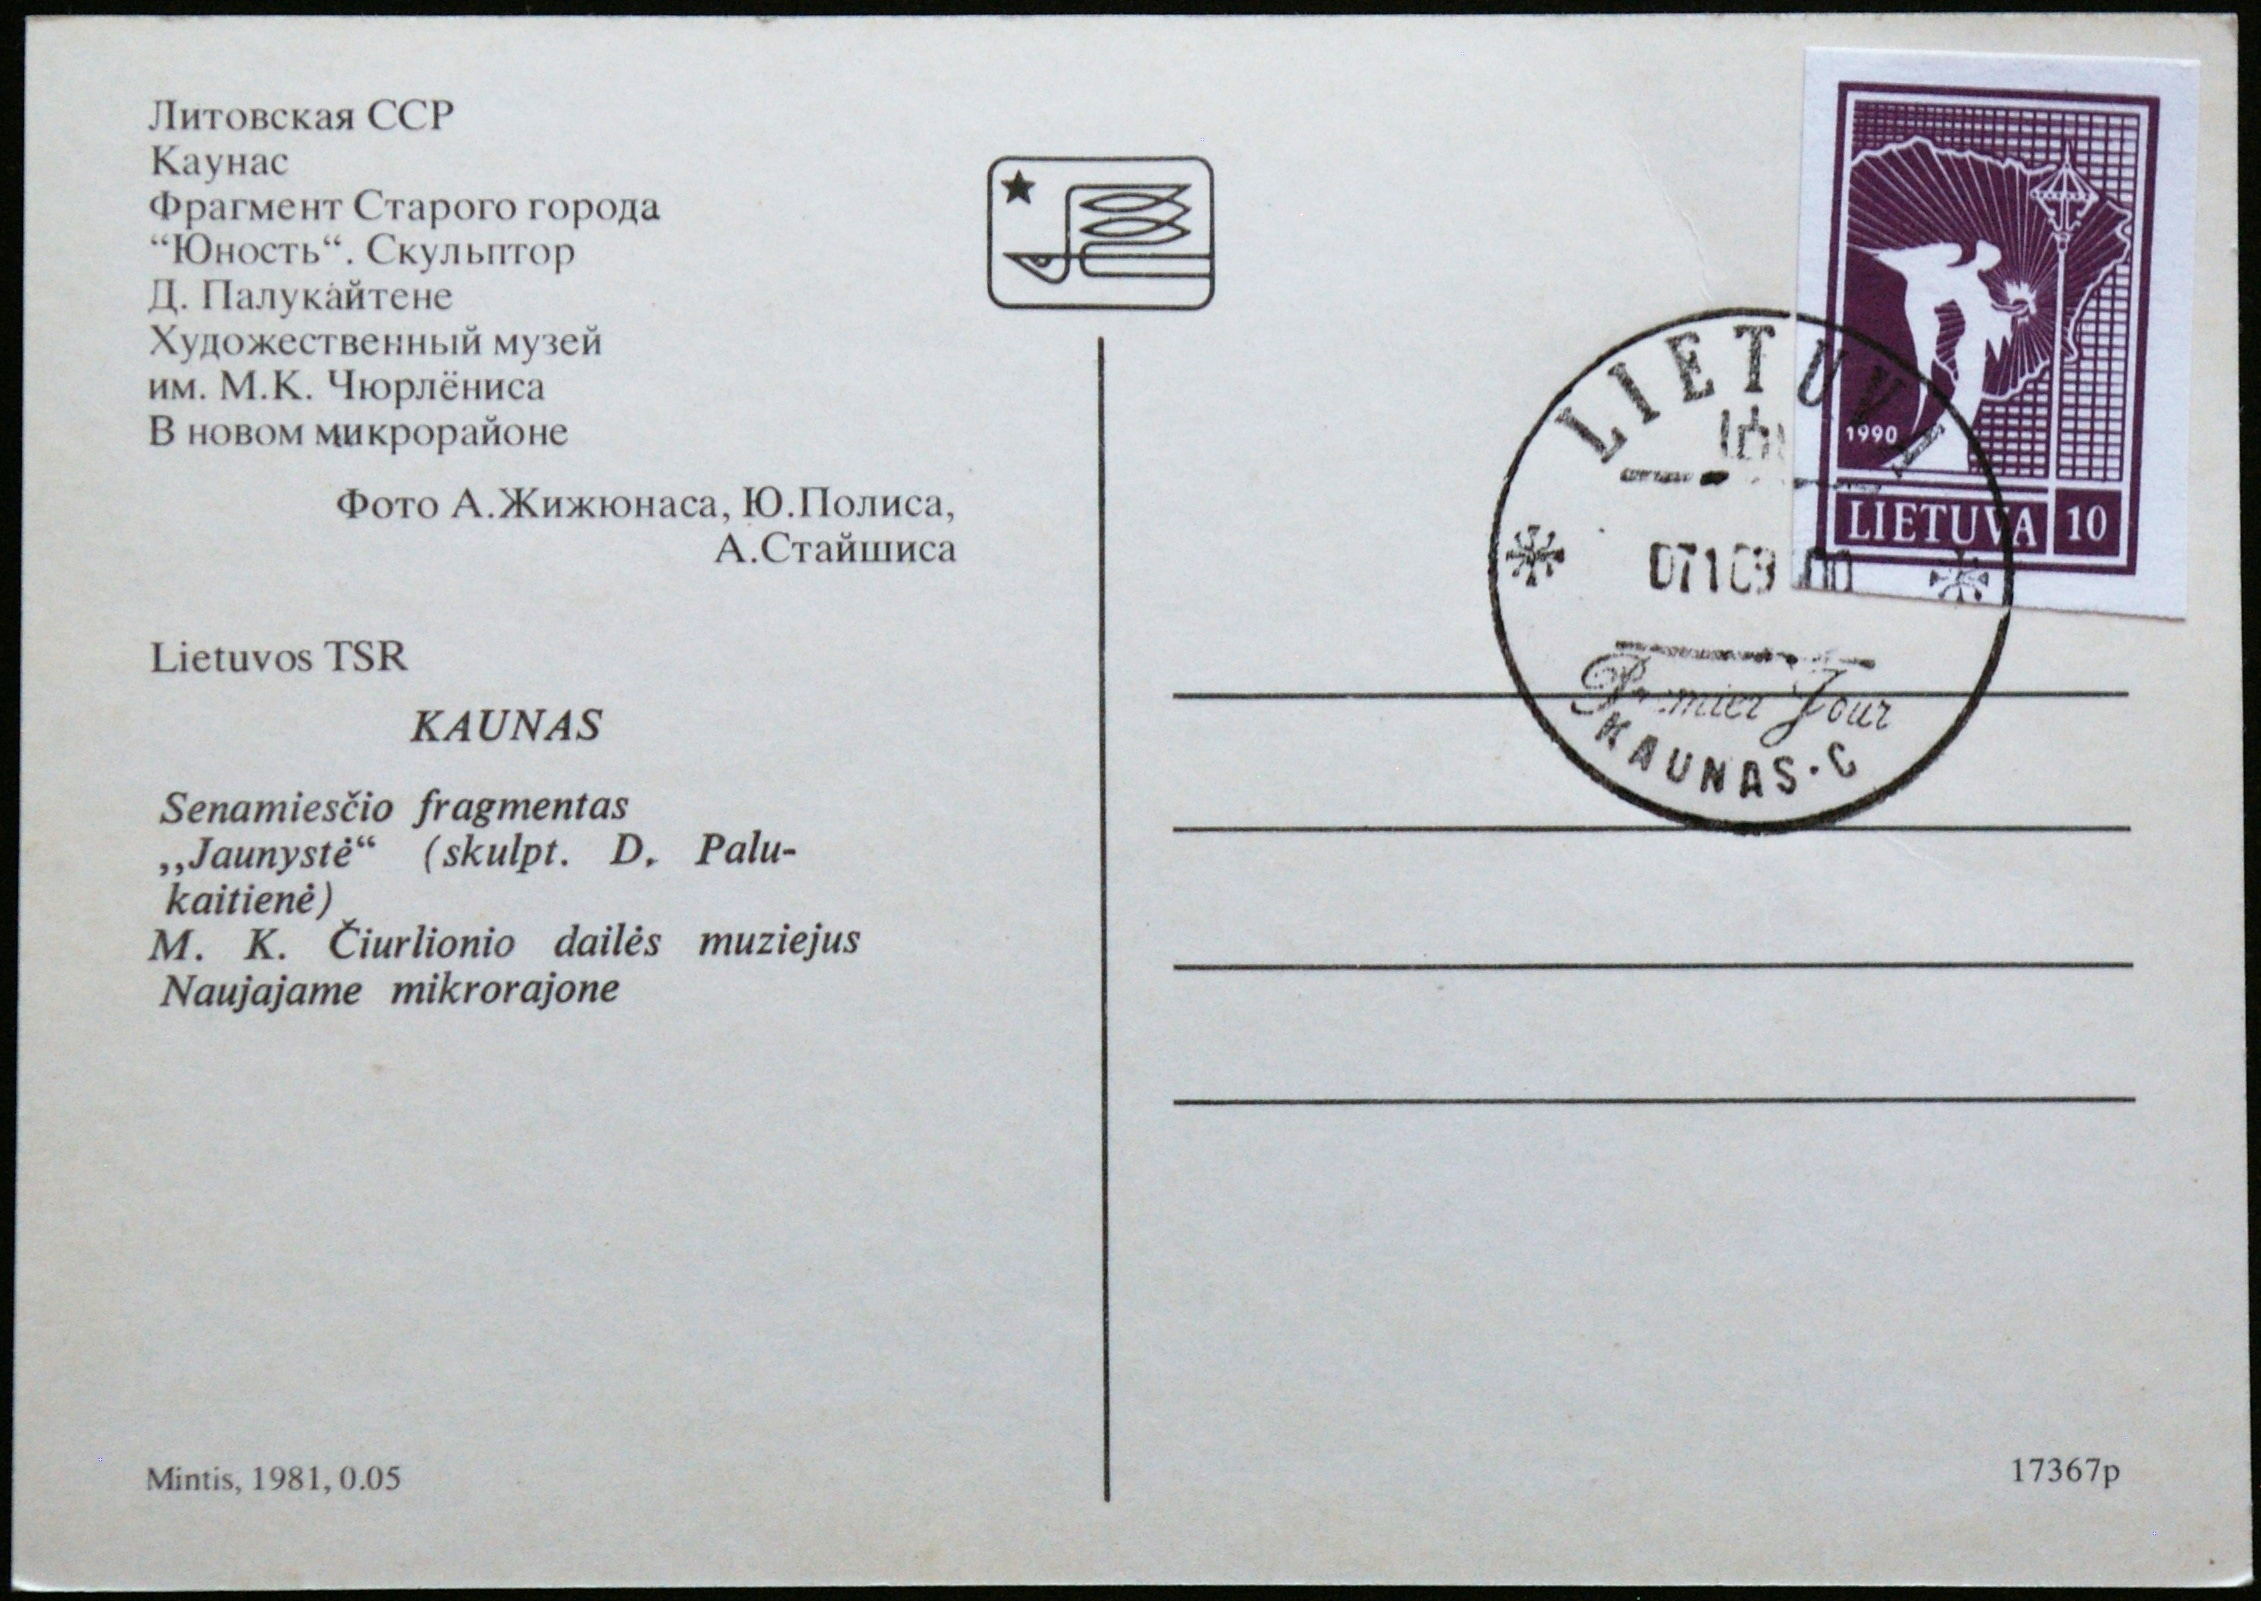 Литовская ССР
Каунас
Фрагмент Старого города
“Юность“. Скульптор
Д. Палукайтене
Художественный музей
им. М.К. Чюрлёниса
В новом микрорайоне
Фото А.Жижюнаса, Ю.Полиса,
А.Стайшиса
Lietuvos TSR
KAUNAS
Senamiesčio fragmentas
„Jaunystė“ (skulpt. D. Palu-
kaitienė)
M. K. Čiurlionio dailės muziejus
Naujajame mikrorajone
Mintis, 1981, 0.05
1990
LIETUVA 10
LIETUV
Premier Jour
KAUNAS·C
17367p